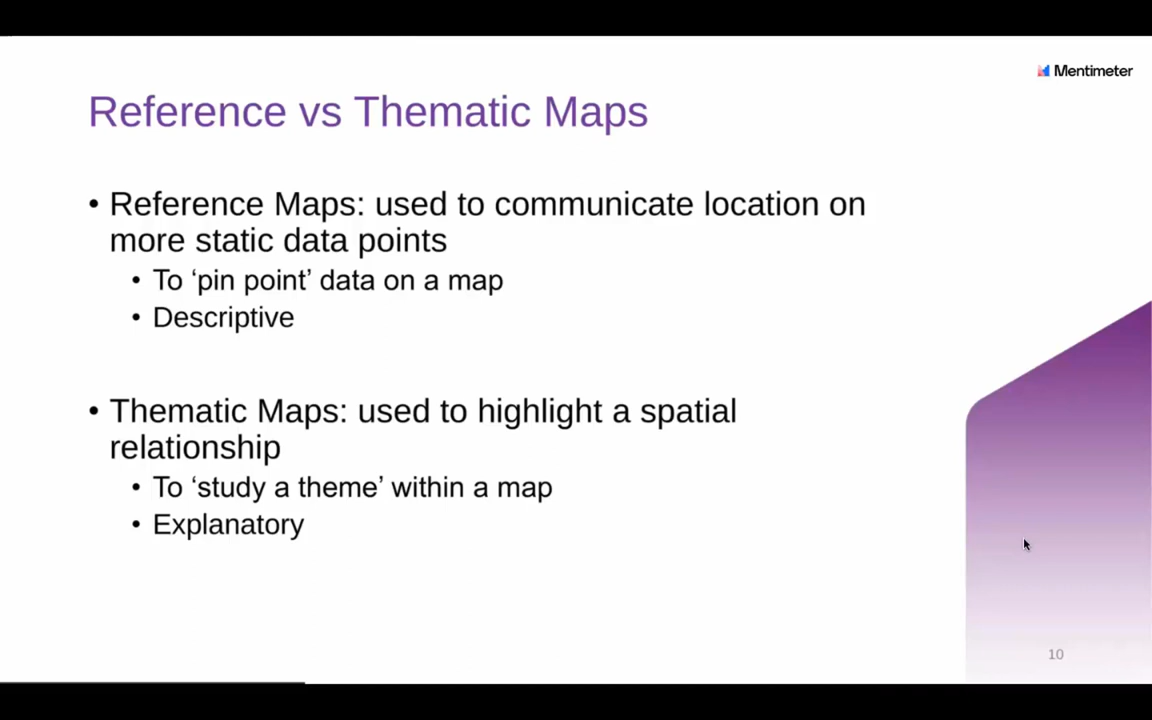 Mentimeter
Reference vs Thematic Maps
• Reference Maps: used to communicate location on
more static data points
• To ‘pin point’ data on a map
• Descriptive
• Thematic Maps: used to highlight a spatial
relationship
• To ‘study a theme’ within a map
• Explanatory
10